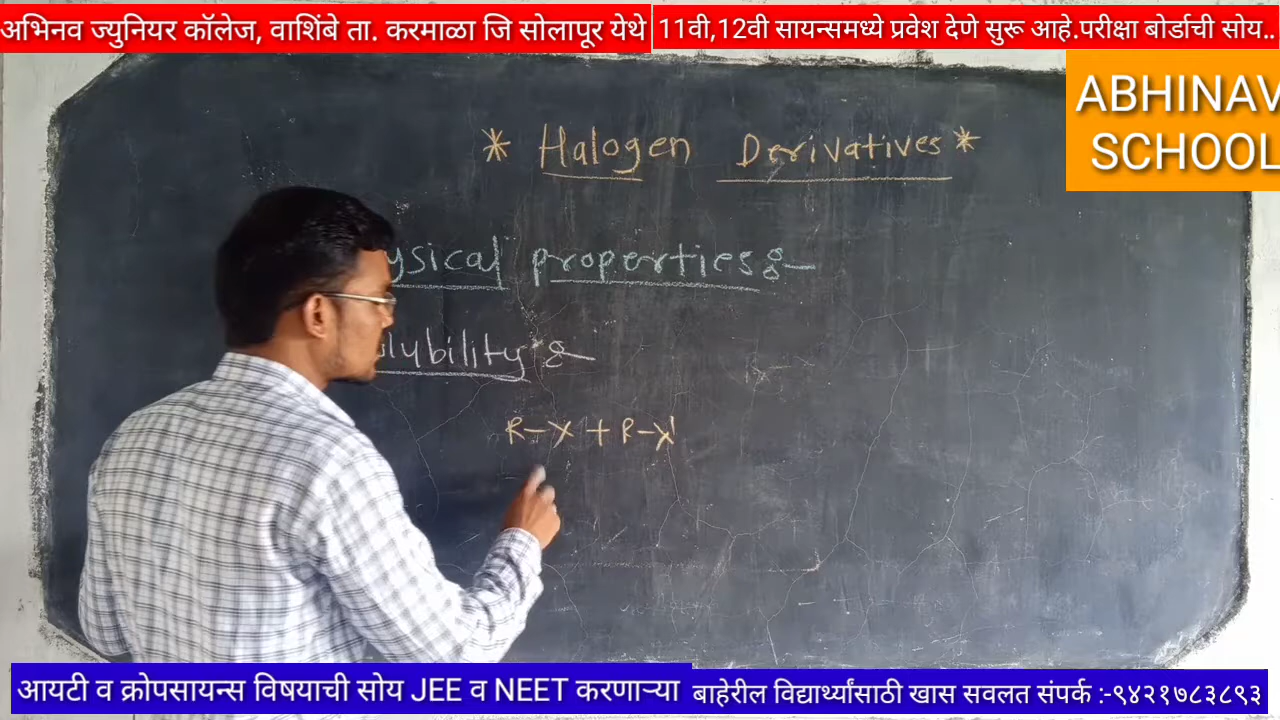 अभिनव ज्युनियर कॉलेज, वाशिंबे ता. करमाळा जि सोलापूर येथे
11वी,12वी सायन्समध्ये प्रवेश देणे सुरू आहे.परीक्षा बोर्डाची सोय..
ABHINAV
SCHOOL
* Halogen Derivatives *
ysical properties:-
lubility:-
R-X + R-X
आयटी व क्रोपसायन्स विषयाची सोय JEE व NEET करणाऱ्या
बाहेरील विद्यार्थ्यांसाठी खास सवलत संपर्क :-९४२१७८३८९३